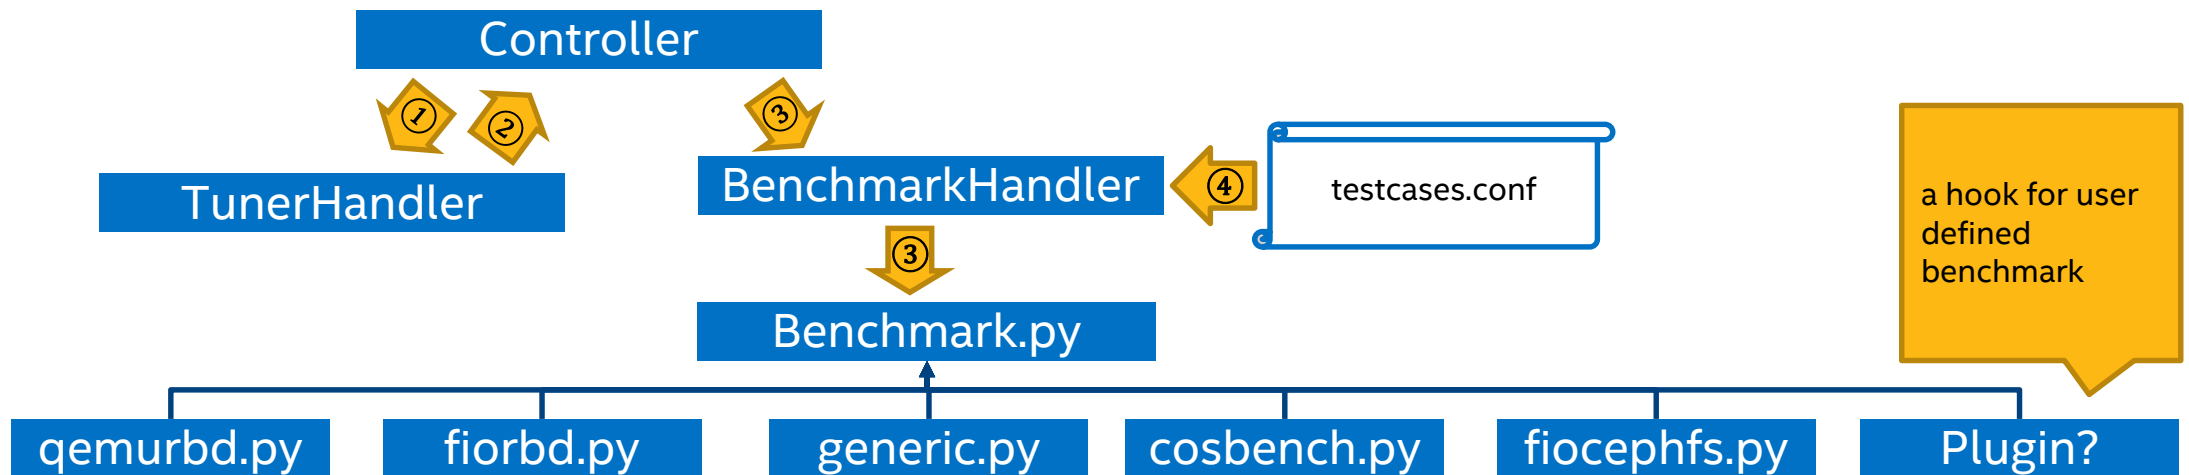 Controller
①
②
③
TunerHandler
BenchmarkHandler
④
testcases.conf
a hook for user
defined
benchmark
③
Benchmark.py
qemurbd.py
fiorbd.py
generic.py
cosbench.py
fiocephfs.py
Plugin?